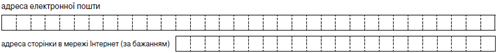 адреса електронної пошти
адреса сторінки в мережі Інтернет (за бажанням)